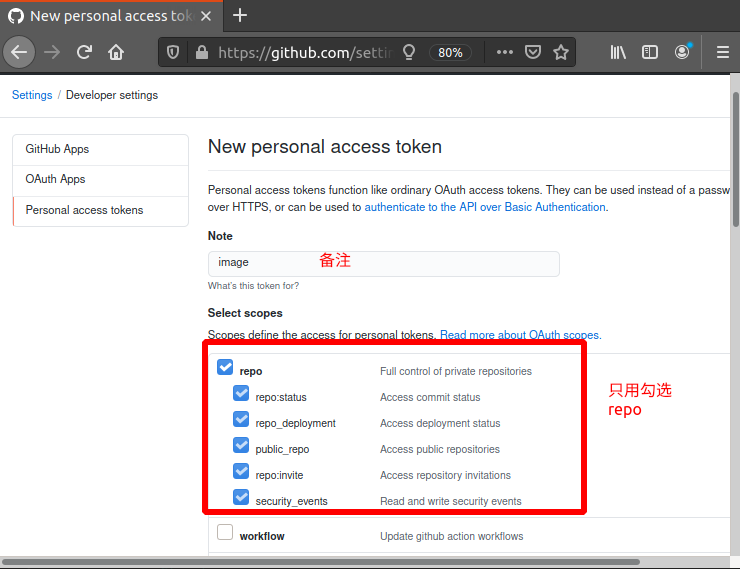 New personal access tok
https://github.com/setti
80%
Settings / Developer settings
GitHub Apps
OAuth Apps
Personal access tokens
New personal access token
Personal access tokens function like ordinary OAuth access tokens. They can be used instead of a passw
over HTTPS, or can be used to authenticate to the API over Basic Authentication.
Note
image
备注
What's this token for?
Select scopes
Scopes define the access for personal tokens. Read more about OAuth scopes.
repo Full control of private repositories
repo:status Access commit status
repo_deployment Access deployment status
public_repo Access public repositories
repo:invite Access repository invitations
security_events Read and write security events
只用勾选
repo
workflow Update github action workflows